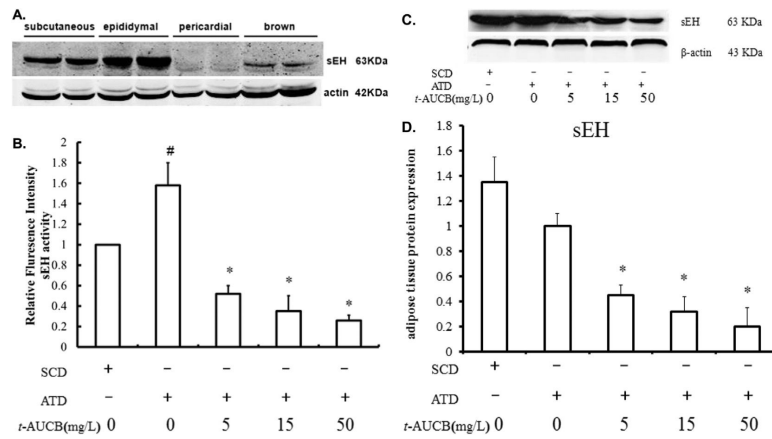 A.
subcutaneous epididymal pericardial brown
sEH 63KDa
actin 42KDa
B.
Relative Fluresence Intensity
sEH activity
2
1.8
1.6
1.4
1.2
1
0.8
0.6
0.4
0.2
0
#
*
*
*
SCD + − − − −
ATD − + + + +
t-AUCB(mg/L) 0 0 5 15 50
C.
sEH 63 KDa
β-actin 43 KDa
SCD + − − − −
ATD − + + + +
t-AUCB(mg/L) 0 0 5 15 50
D.
sEH
adipose tissue protein expression
1.8
1.6
1.4
1.2
1
0.8
0.6
0.4
0.2
0
*
*
*
SCD + − − − −
ATD − + + + +
t-AUCB(mg/L) 0 0 5 15 50